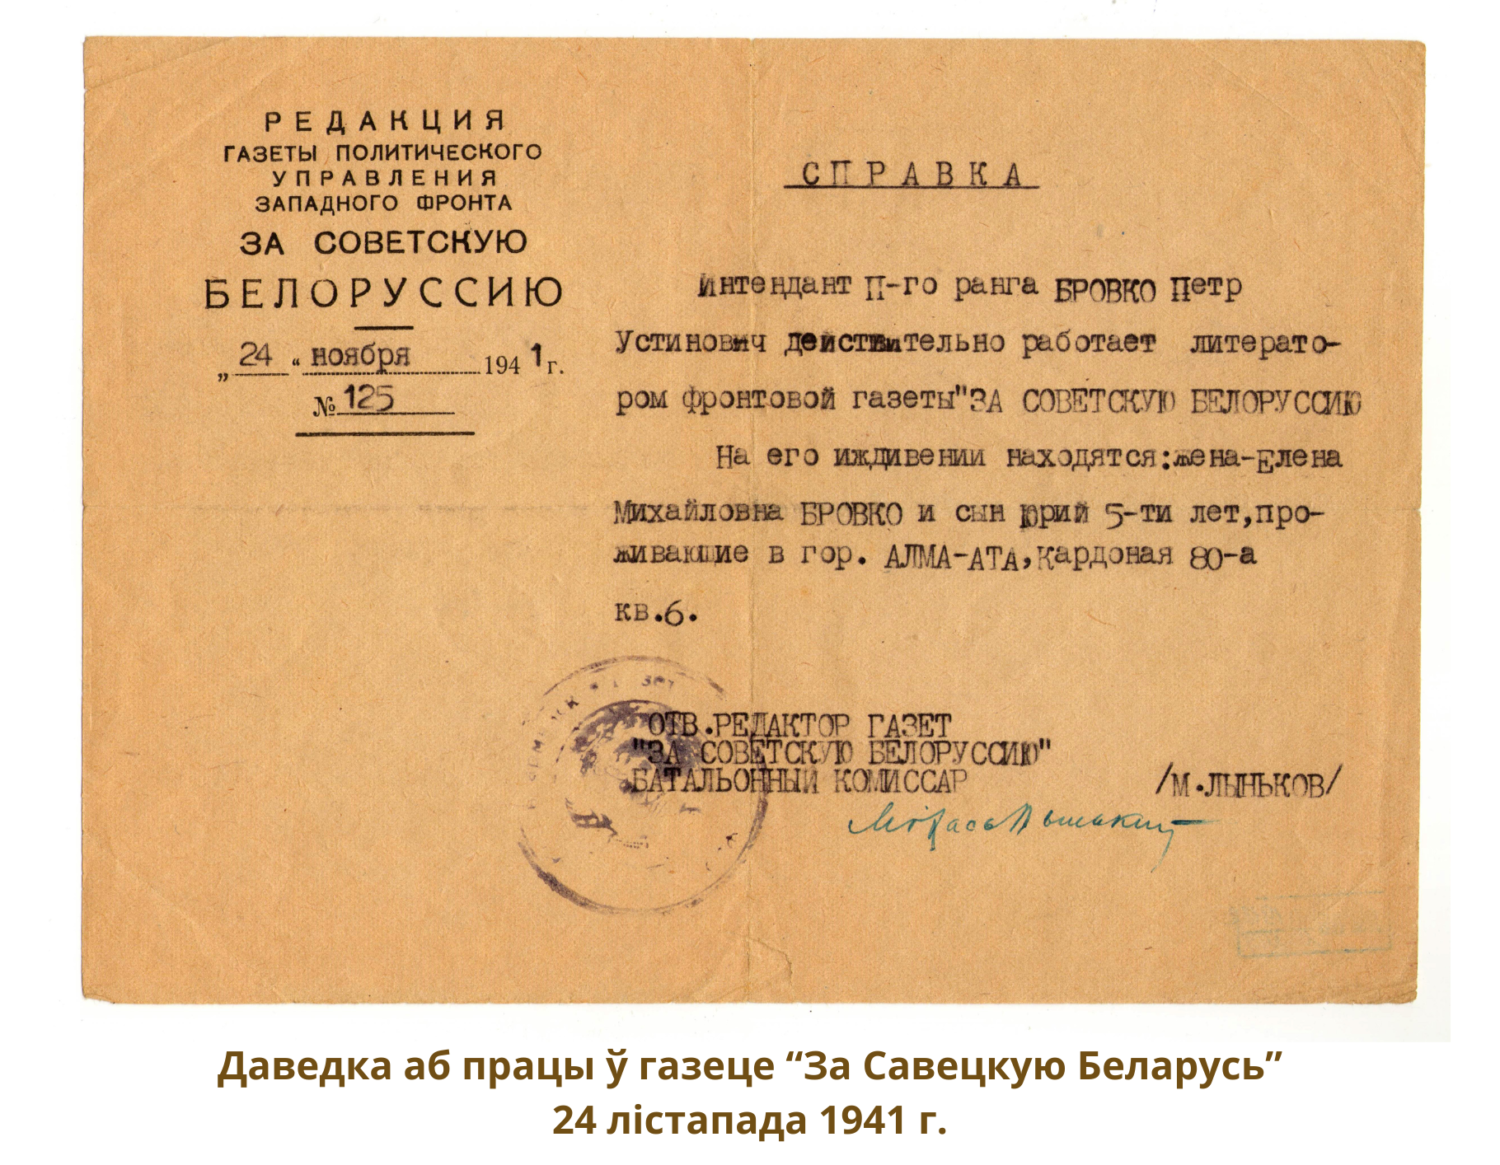 РЕДАКЦИЯ
ГАЗЕТЫ ПОЛИТИЧЕСКОГО
УПРАВЛЕНИЯ
ЗАПАДНОГО ФРОНТА
ЗА СОВЕТСКУЮ
БЕЛОРУССИЮ
„24“ ноября 1941 г.
№ 125
СПРАВКА
Интендант П-го ранга БРОВКО Петр
Устинович действительно работает литерато-
ром фронтовой газеты"ЗА СОВЕТСКУЮ БЕЛОРУССИЮ
На его иждивении находятся:жена-Елена
Михайловна БРОВКО и сын Юрий 5-ти лет,про-
живающие в гор. АЛМА-АТА,Кардоная 80-а
кв.6.
ОТВ.РЕДАКТОР ГАЗЕТ
"ЗА СОВЕТСКУЮ БЕЛОРУССИЮ"
БАТАЛЬОННЫЙ КОМИССАР /М.ЛЫНЬКОВ/
Даведка аб працы ў газеце “За Савецкую Беларусь”
24 лістапада 1941 г.